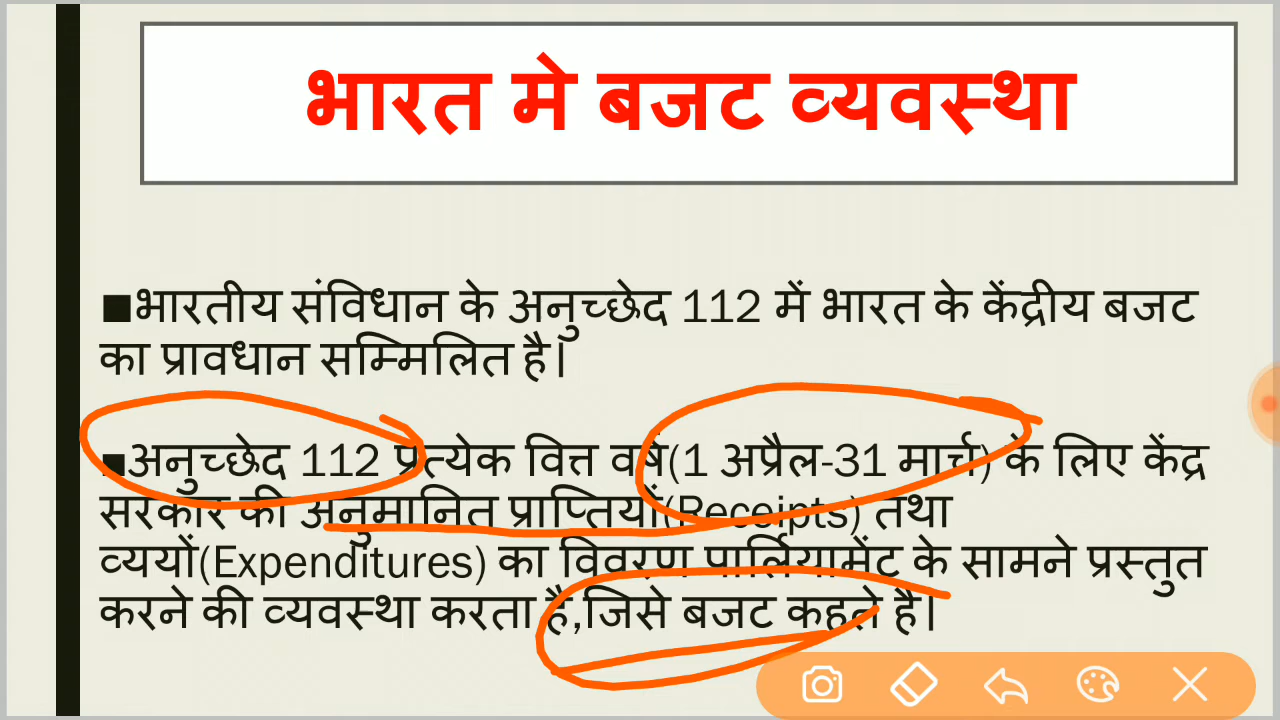 भारत मे बजट व्यवस्था
■भारतीय संविधान के अनुच्छेद 112 में भारत के केंद्रीय बजट
का प्रावधान सम्मिलित है।
■अनुच्छेद 112 प्रत्येक वित्त वर्ष(1 अप्रैल-31 मार्च) के लिए केंद्र
सरकार की अनुमानित प्राप्तियों(Receipts) तथा
व्ययों(Expenditures) का विवरण पार्लियामेंट के सामने प्रस्तुत
करने की व्यवस्था करता है,जिसे बजट कहते है।